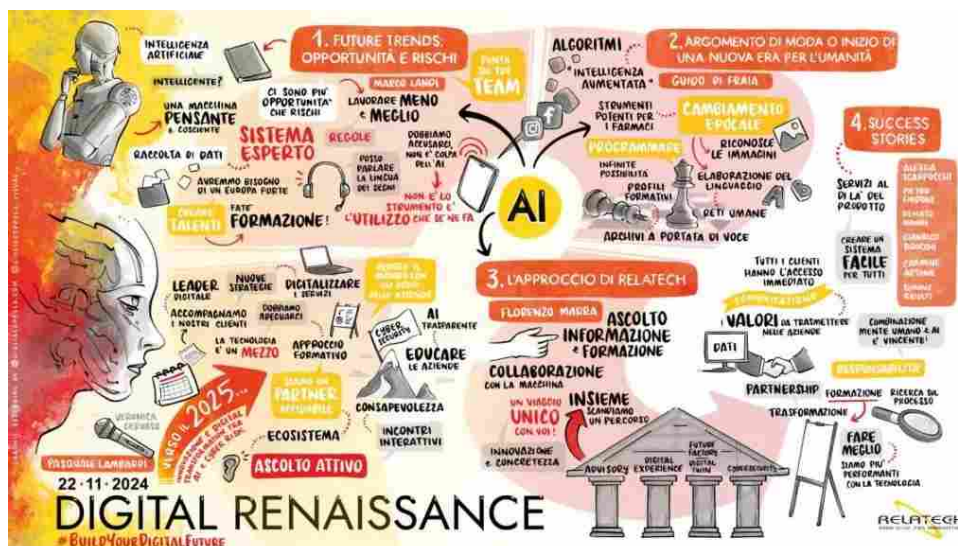 INTELLIGENZA
ARTIFICIALE
INTELLIGENTE?
UNA MACCHINA
PENSANTE
e COSCIENTE
1. FUTURE TRENDS:
OPPORTUNITÀ E RISCHI
MARCO LANDI
CI SONO PIU'
OPPORTUNITA'
CHE RISCHI
LAVORARE MENO
e MEGLIO
PUNTA
SUL TUO
TEAM
SISTEMA
ESPERTO
REGOLE
RACCOLTA DI DATI
AVREMMO BISOGNO
DI UN EUROPA FORTE
POSSO
PARLARE
LA LINGUA
DEI SEGNI
DOBBIAMO
ACCUSARCI,
NON E' COLPA
DELL'AI
NON E' LO
STRUMENTO E'
L'UTILIZZO CHE SE NE FA
CREARE
TALENTI
FATE
FORMAZIONE!
AI
2. ARGOMENTO DI MODA O INIZIO DI
UNA NUOVA ERA PER L'UMANITÀ
GUIDO DI FRAIA
ALGORITMI
"INTELLIGENZA
AUMENTATA"
STRUMENTI
POTENTI PER
I FARMACI
CAMBIAMENTO
EPOCALE
PROGRAMMARE
INFINITE
POSSIBILITÀ
RICONOSCE
LE IMMAGINI
PROFILI
FORMATIVI
ELABORAZIONE DEL
LINGUAGGIO
RETI UMANE
ARCHIVI A PORTATA DI VOCE
3. L'APPROCCIO DI RELATECH
FLORENZO MARRA
ASCOLTO
INFORMAZIONE
e FORMAZIONE
COLLABORAZIONE
CON LA MACCHINA
UN VIAGGIO
UNICO
CON VOI!
INSIEME
SCANDIAMO
UN PERCORSO
INNOVAZIONE
e CONCRETEZZA
ADVISORY
DIGITAL
EXPERIENCE
FUTURE
FACTORY
DIGITAL
TWIN
CYBERSECURITY
4. SUCCESS
STORIES
SERVIZI AL
DI LA' DEL
PRODOTTO
CREARE UN
SISTEMA
FACILE
PER TUTTI
TUTTI I CLIENTI
HANNO L'ACCESSO
IMMEDIATO
COMUNICAZIONE
I VALORI DA TRASMETTERE
NELLE AZIENDE
DATI
COMBINAZIONE
MENTE UMANO e AI
E' VINCENTE!
RESPONSABILITÀ
PARTNERSHIP
FORMAZIONE
RICERCA SUL
PROCESSO
TRASFORMAZIONE
FARE
MEGLIO
SIAMO PIU'
PERFORMANTI
CON LA TECNOLOGIA
LEADER
DIGITALE
NUOVE
STRATEGIE
DIGITALIZZARE
I SERVIZI
ACCOMPAGNIAMO
I NOSTRI CLIENTI
DOBBIAMO
ADEGUARCI
LA TECNOLOGIA
E' UN MEZZO
APPROCCIO
FORMATIVO
CYBER
SECURITY
AI
TRASPARENTE
EDUCARE
LE AZIENDE
SIAMO UN
PARTNER
AFFIDABILE
CONSAPEVOLEZZA
ECOSISTEMA
INCONTRI
INTERATTIVI
ASCOLTO ATTIVO
VERSO IL 2025...
VERONICA
GERVASO
PASQUALE LAMBARDI
22·11·2024
DIGITAL RENAISSANCE
#BUILDYOURDIGITALFUTURE
RELATECH